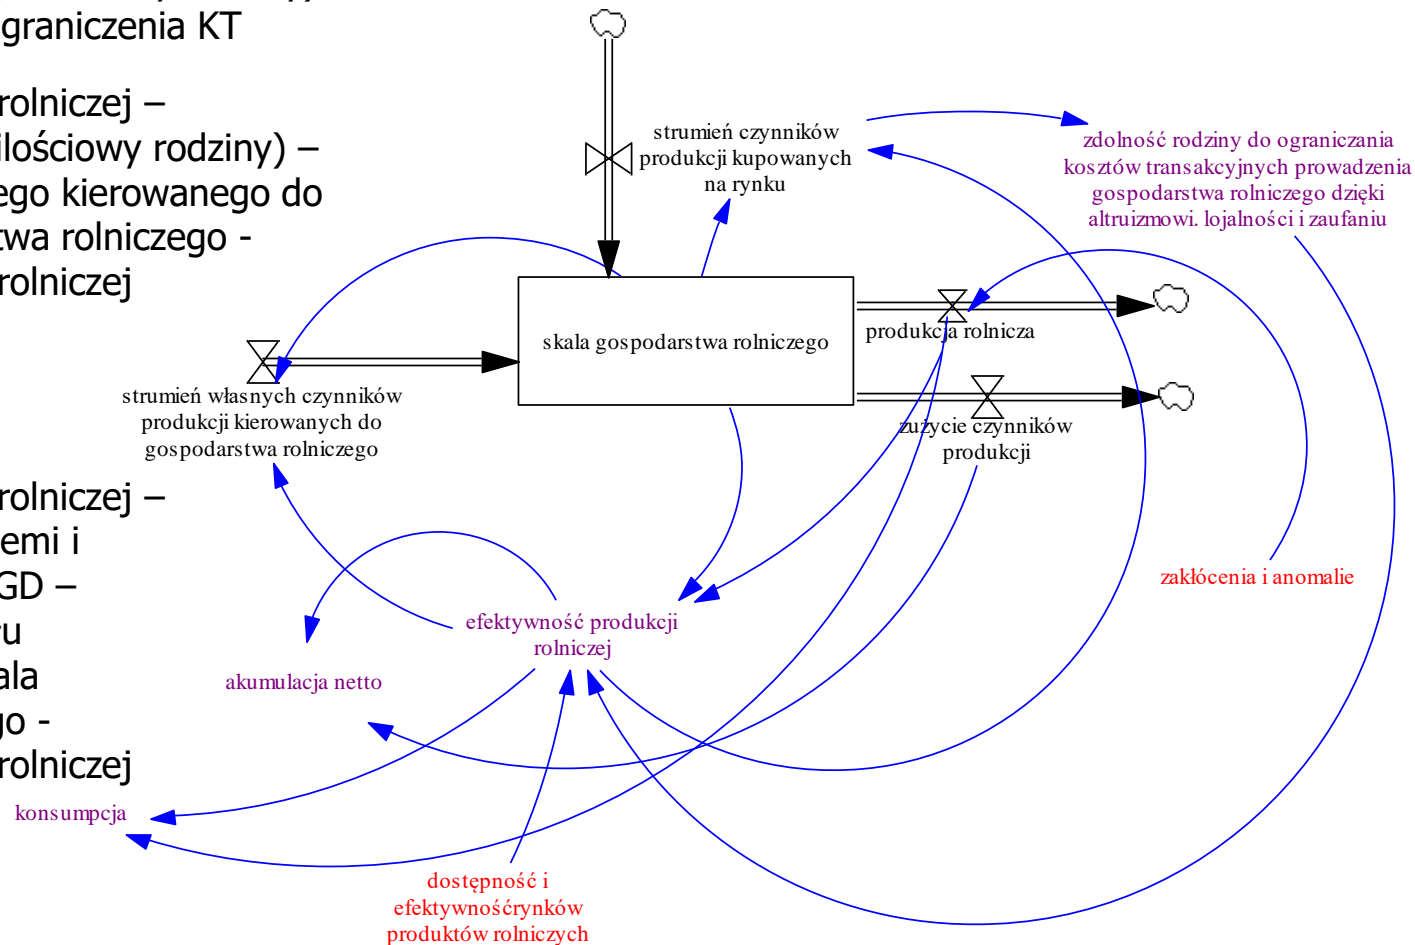 graniczenia KT
rolniczej –
ilościowy rodziny) –
ego kierowanego do
twa rolniczego -
rolniczej
rolniczej –
emi i
GD –
ru
ala
go -
rolniczej
strumień czynników
produkcji kupowanych
na rynku
zdolność rodziny do ograniczania
kosztów transakcyjnych prowadzenia
gospodarstwa rolniczego dzięki
altruizmowi. lojalności i zaufaniu
skala gospodarstwa rolniczego
produkcja rolnicza
strumień własnych czynników
produkcji kierowanych do
gospodarstwa rolniczego
zużycie czynników
produkcji
zakłócenia i anomalie
efektywność produkcji
rolniczej
akumulacja netto
konsumpcja
dostępność i
efektywnośćrynków
produktów rolniczych